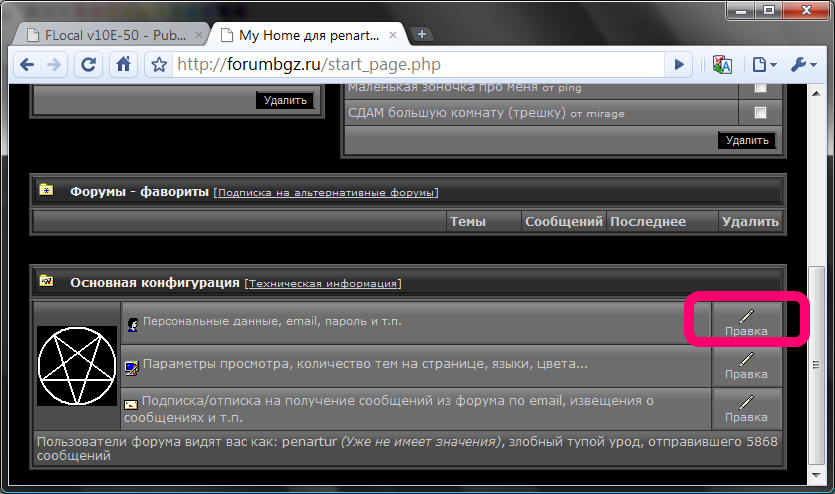 FLocal v10E-50 - Pub...
My Home для penart...
http://forumbgz.ru/start_page.php
Маленькая зоночка про меня от ping
Удалить
СДАМ большую комнату (трешку) от mirage
Удалить
Форумы - фавориты [Подписка на альтернативные форумы]
Темы Сообщений Последнее Удалить
Основная конфигурация [Техническая информация]
Персональные данные, email, пароль и т.п.
Правка
Параметры просмотра, количество тем на странице, языки, цвета...
Правка
Подписка/отписка на получение сообщений из форума по email, извещения о
сообщениях и т.п.
Правка
Пользователи форума видят вас как: penartur (Уже не имеет значения), злобный тупой урод, отправившего 5868
сообщений